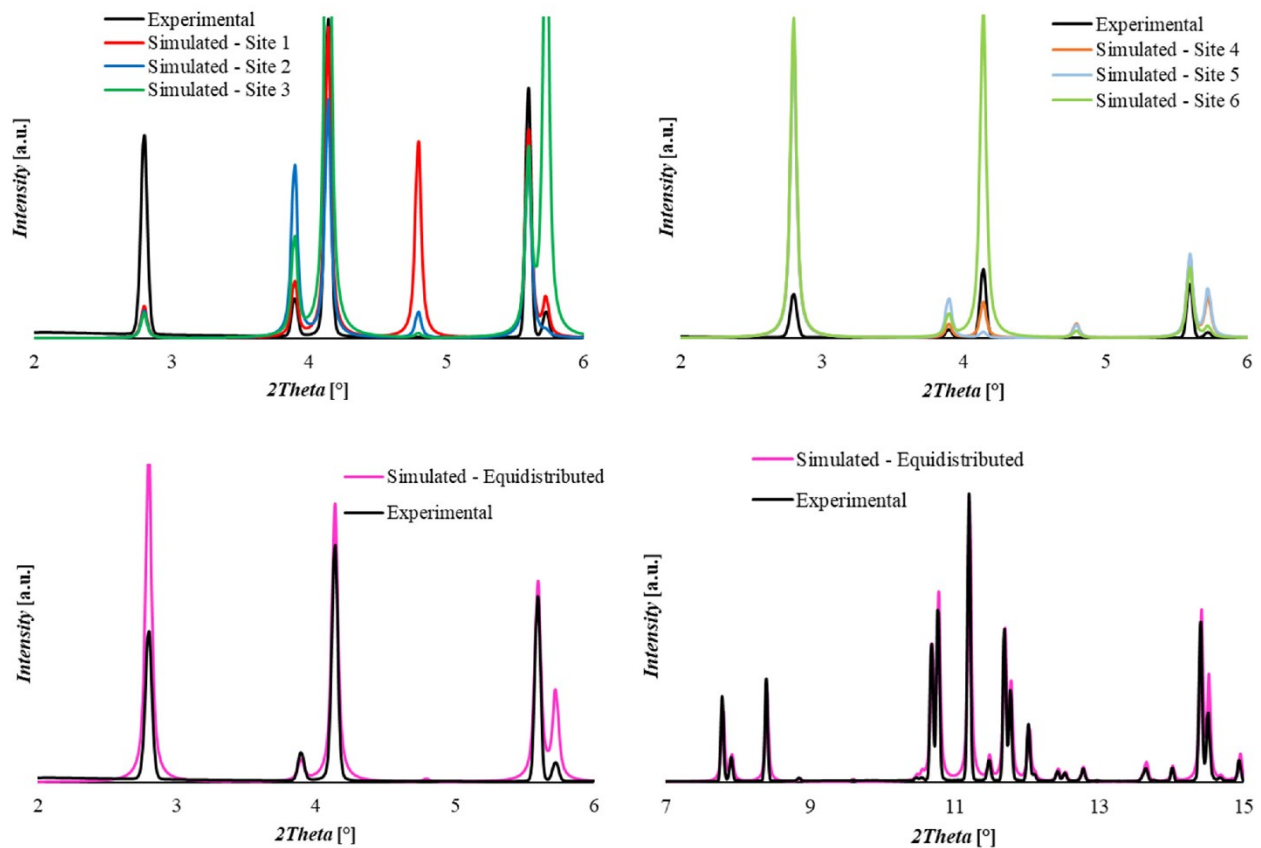 Experimental
Simulated - Site 1
Simulated - Site 2
Simulated - Site 3
Intensity [a.u.]
2 3 4 5 6
2Theta [°]
Experimental
Simulated - Site 4
Simulated - Site 5
Simulated - Site 6
Intensity [a.u.]
2 3 4 5 6
2Theta [°]
Simulated - Equidistributed
Experimental
Intensity [a.u.]
2 3 4 5 6
2Theta [°]
Simulated - Equidistributed
Experimental
Intensity [a.u.]
7 9 11 13 15
2Theta [°]